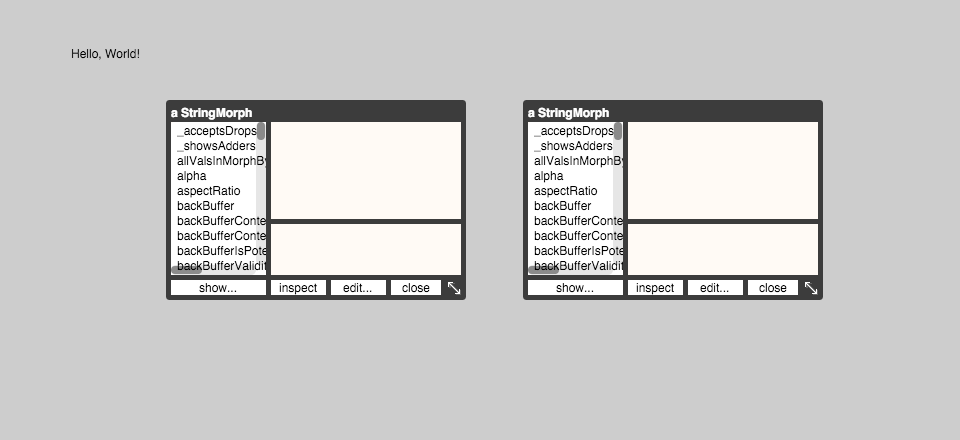 Hello, World!
a StringMorph
_acceptsDrops
_showsAdders
allValsInMorphBy
alpha
aspectRatio
backBuffer
backBufferConte
backBufferConte
backBufferIsPote
backBufferValidit
show...
inspect
edit...
close
a StringMorph
_acceptsDrops
_showsAdders
allValsInMorphBy
alpha
aspectRatio
backBuffer
backBufferConte
backBufferConte
backBufferIsPote
backBufferValidit
show...
inspect
edit...
close